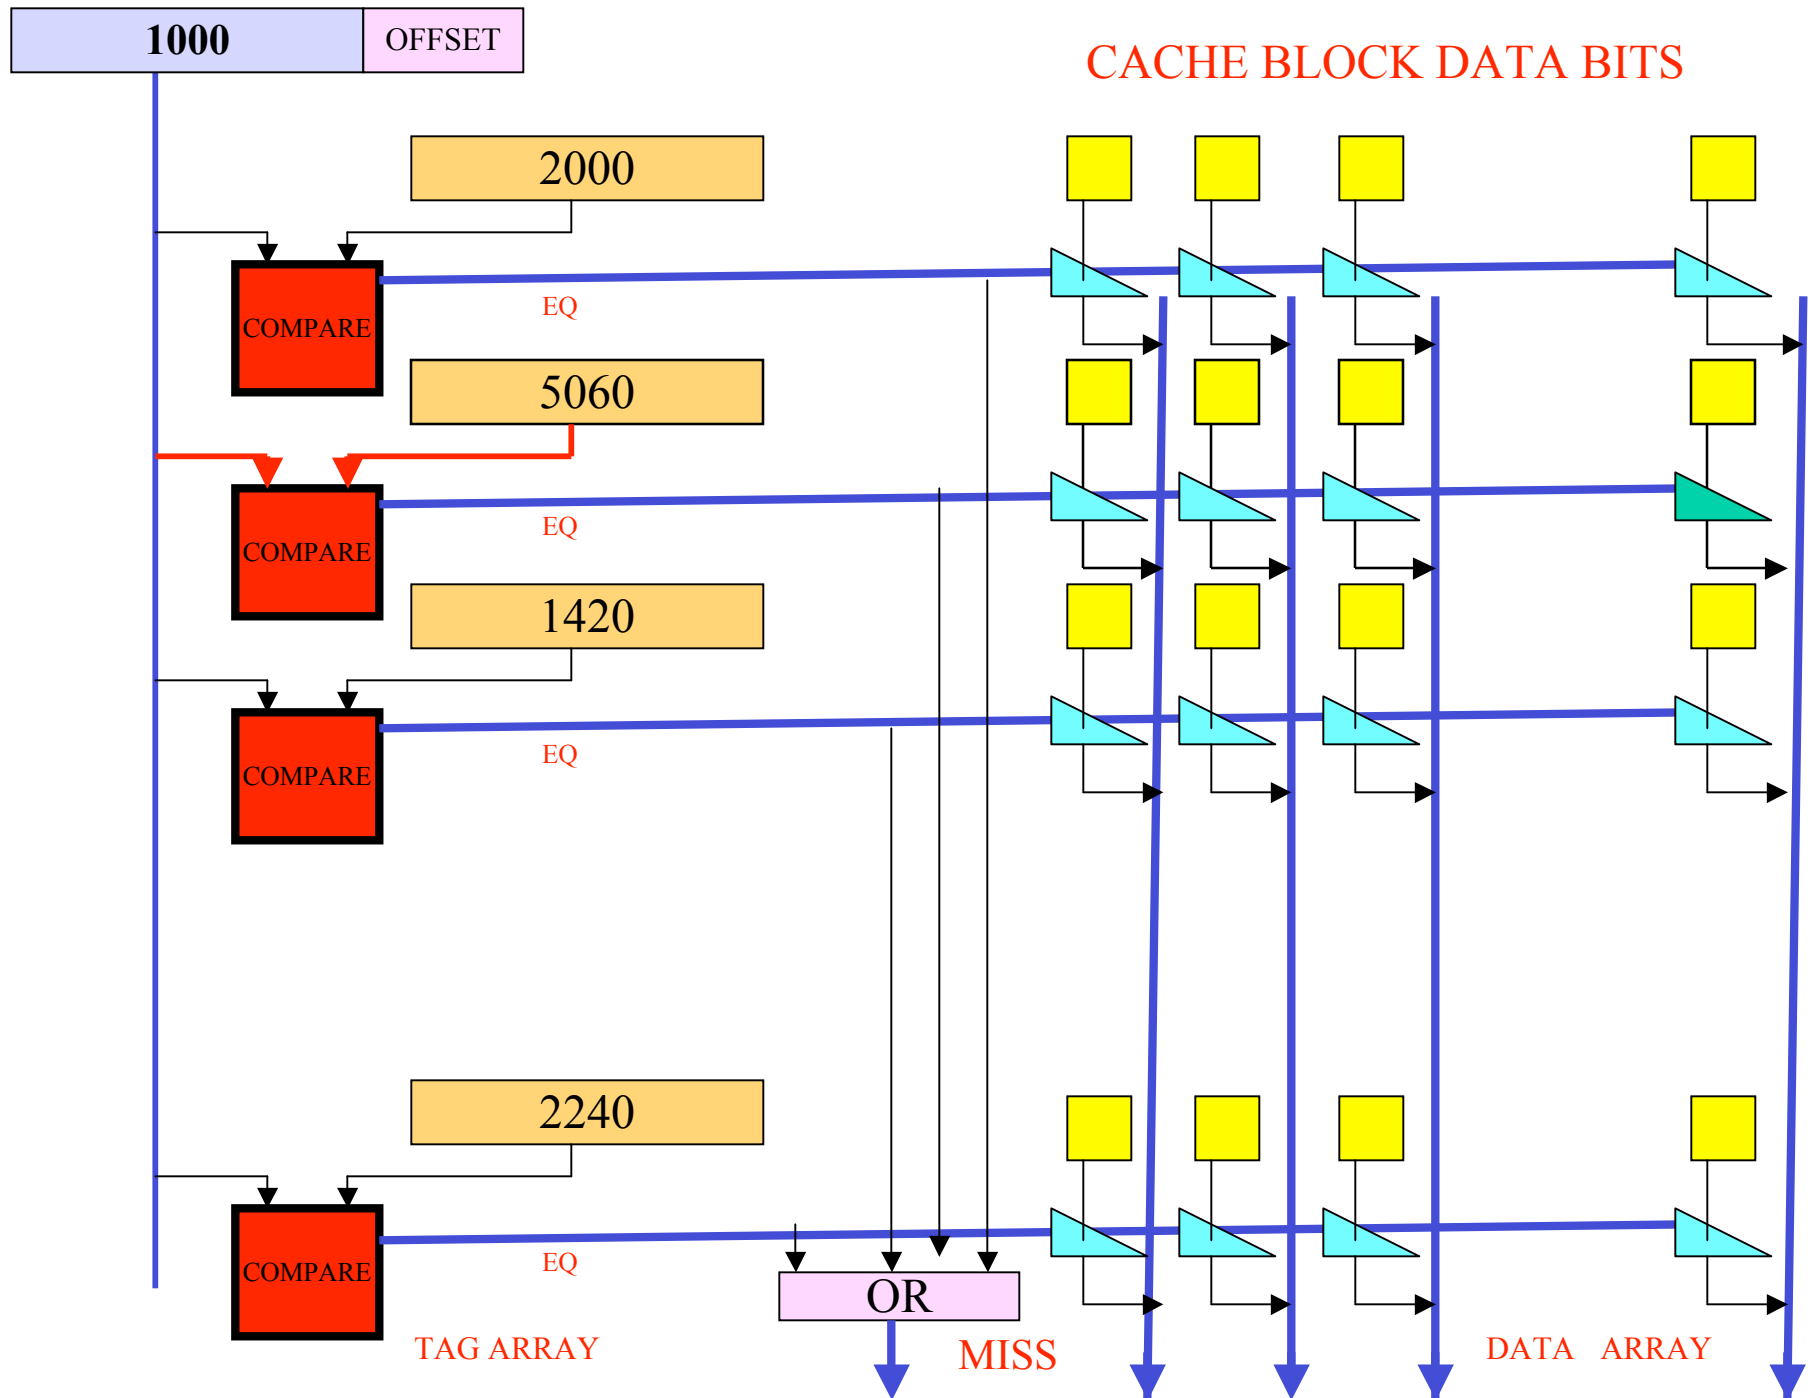 1000 OFFSET
CACHE BLOCK DATA BITS
2000
EQ
COMPARE
5060
EQ
COMPARE
1420
EQ
COMPARE
2240
EQ
COMPARE
OR
TAG ARRAY
MISS
DATA ARRAY